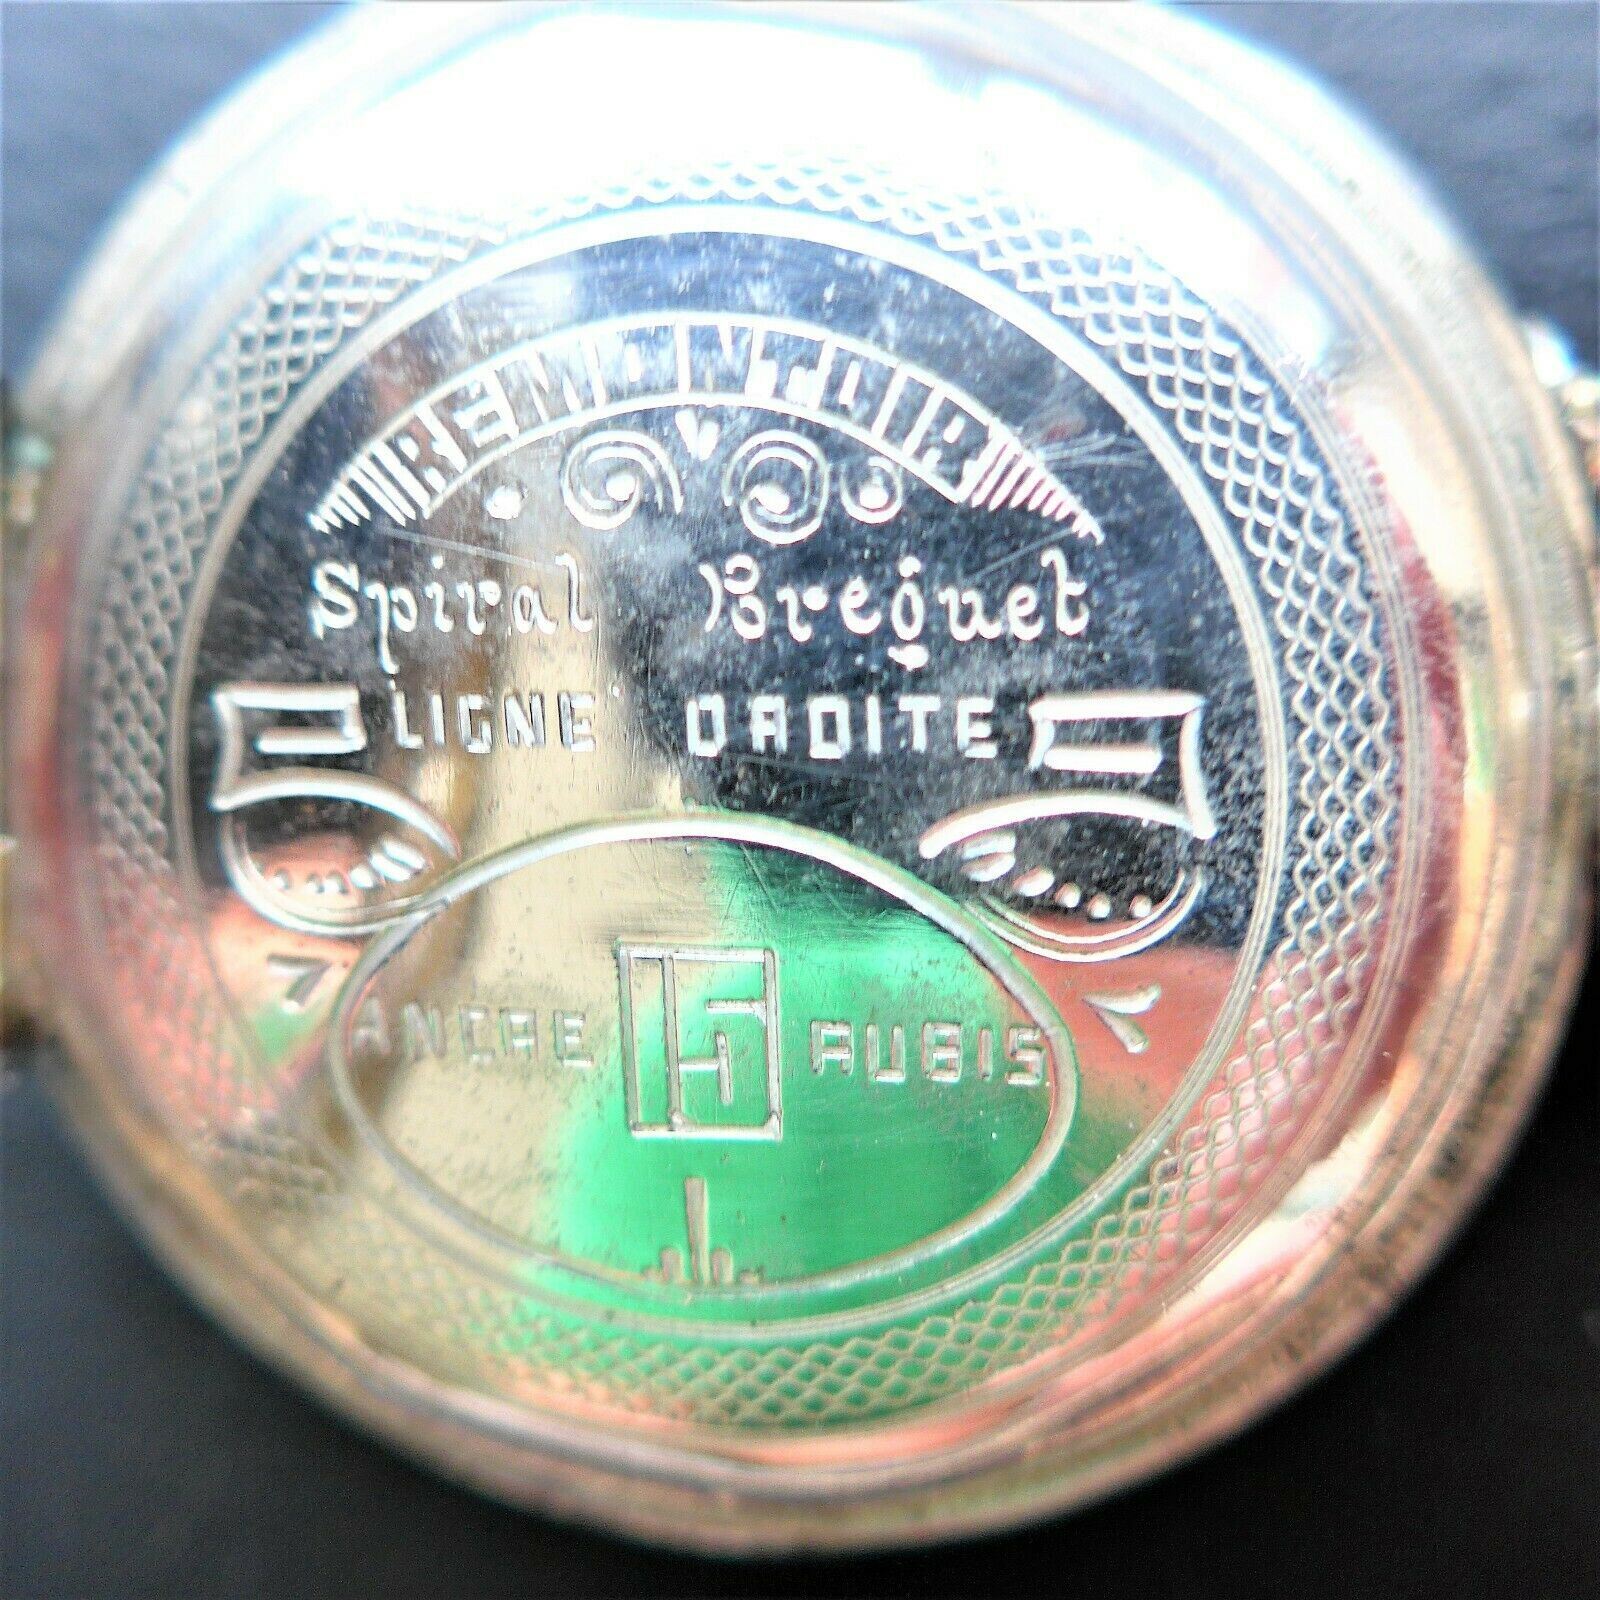 REMONTOIR
Spiral Breguet
LIGNE DROITE
ANCRE 15 RUBIS